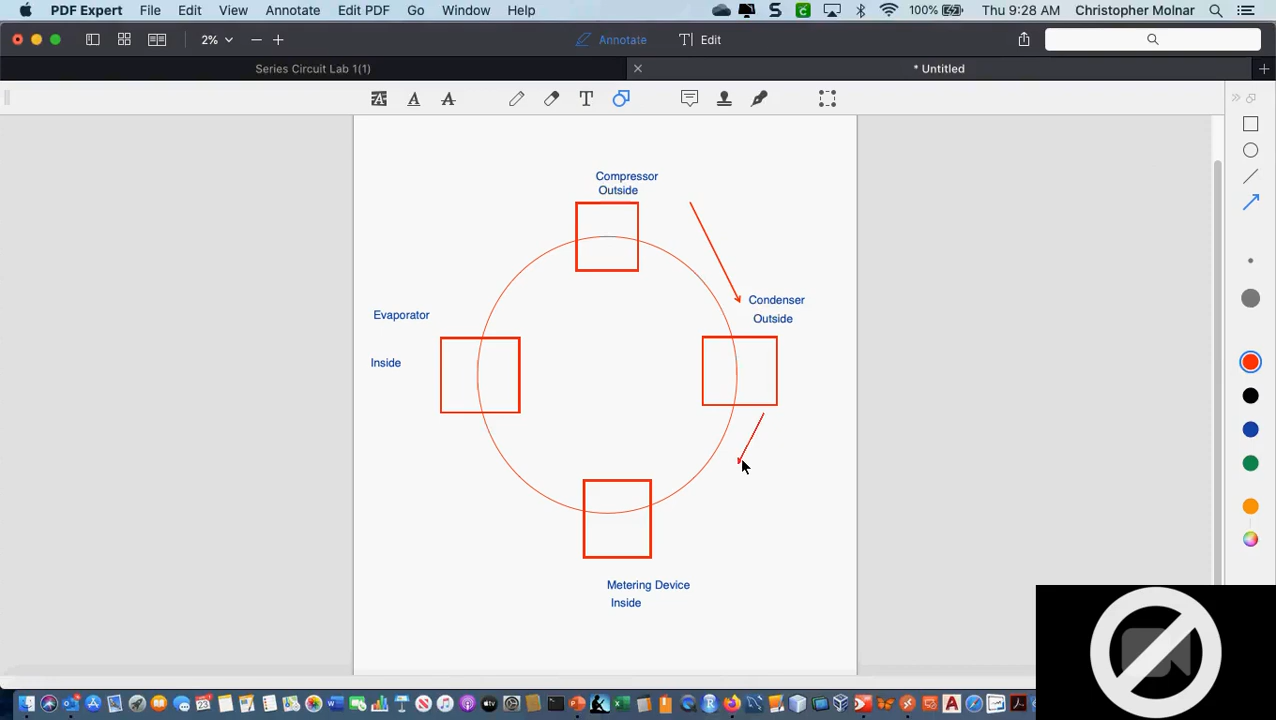 PDF Expert File Edit View Annotate Edit PDF Go Window Help 100% Thu 9:28 AM Christopher Molnar
2% Annotate T Edit
Series Circuit Lab 1(1) * Untitled
A A A T
Compressor
Outside
Condenser
Outside
Evaporator
Inside
Metering Device
Inside